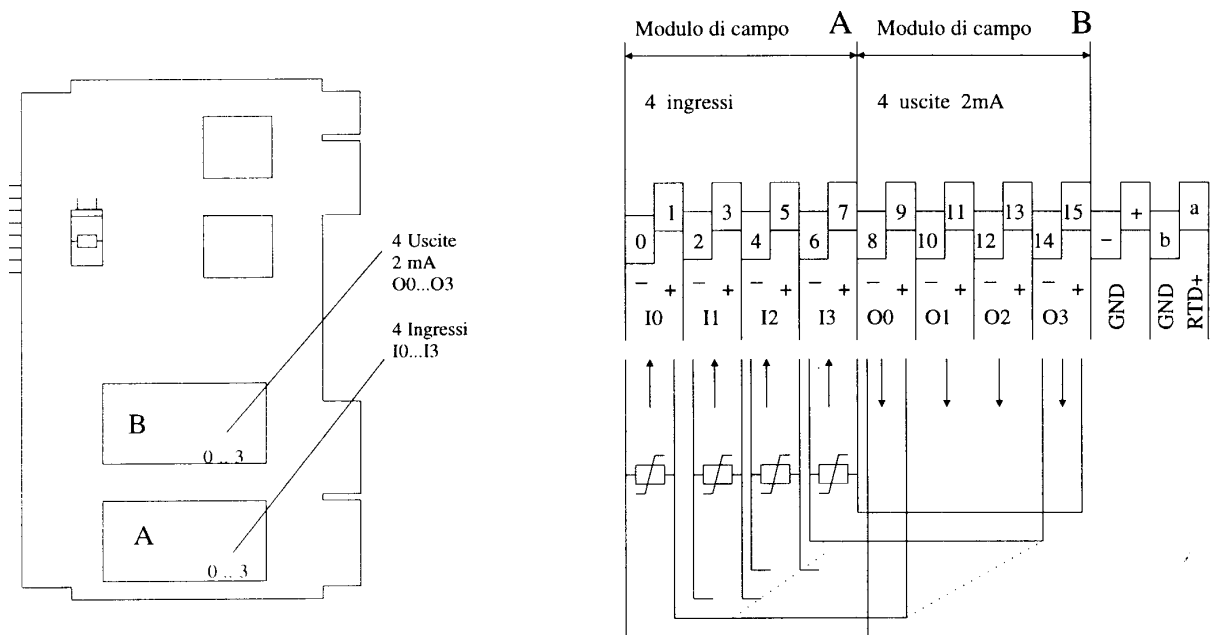 4 Uscite
2 mA
O0...O3
4 Ingressi
I0...I3
B
0 .. 3
A
0 .. 3
Modulo di campo A Modulo di campo B
4 ingressi 4 uscite 2mA
1 3 5 7 9 11 13 15 + a
0 2 4 6 8 10 12 14 − b
− + − + − + − + − + − + − + − +
I0 I1 I2 I3 O0 O1 O2 O3 GND GND RTD+